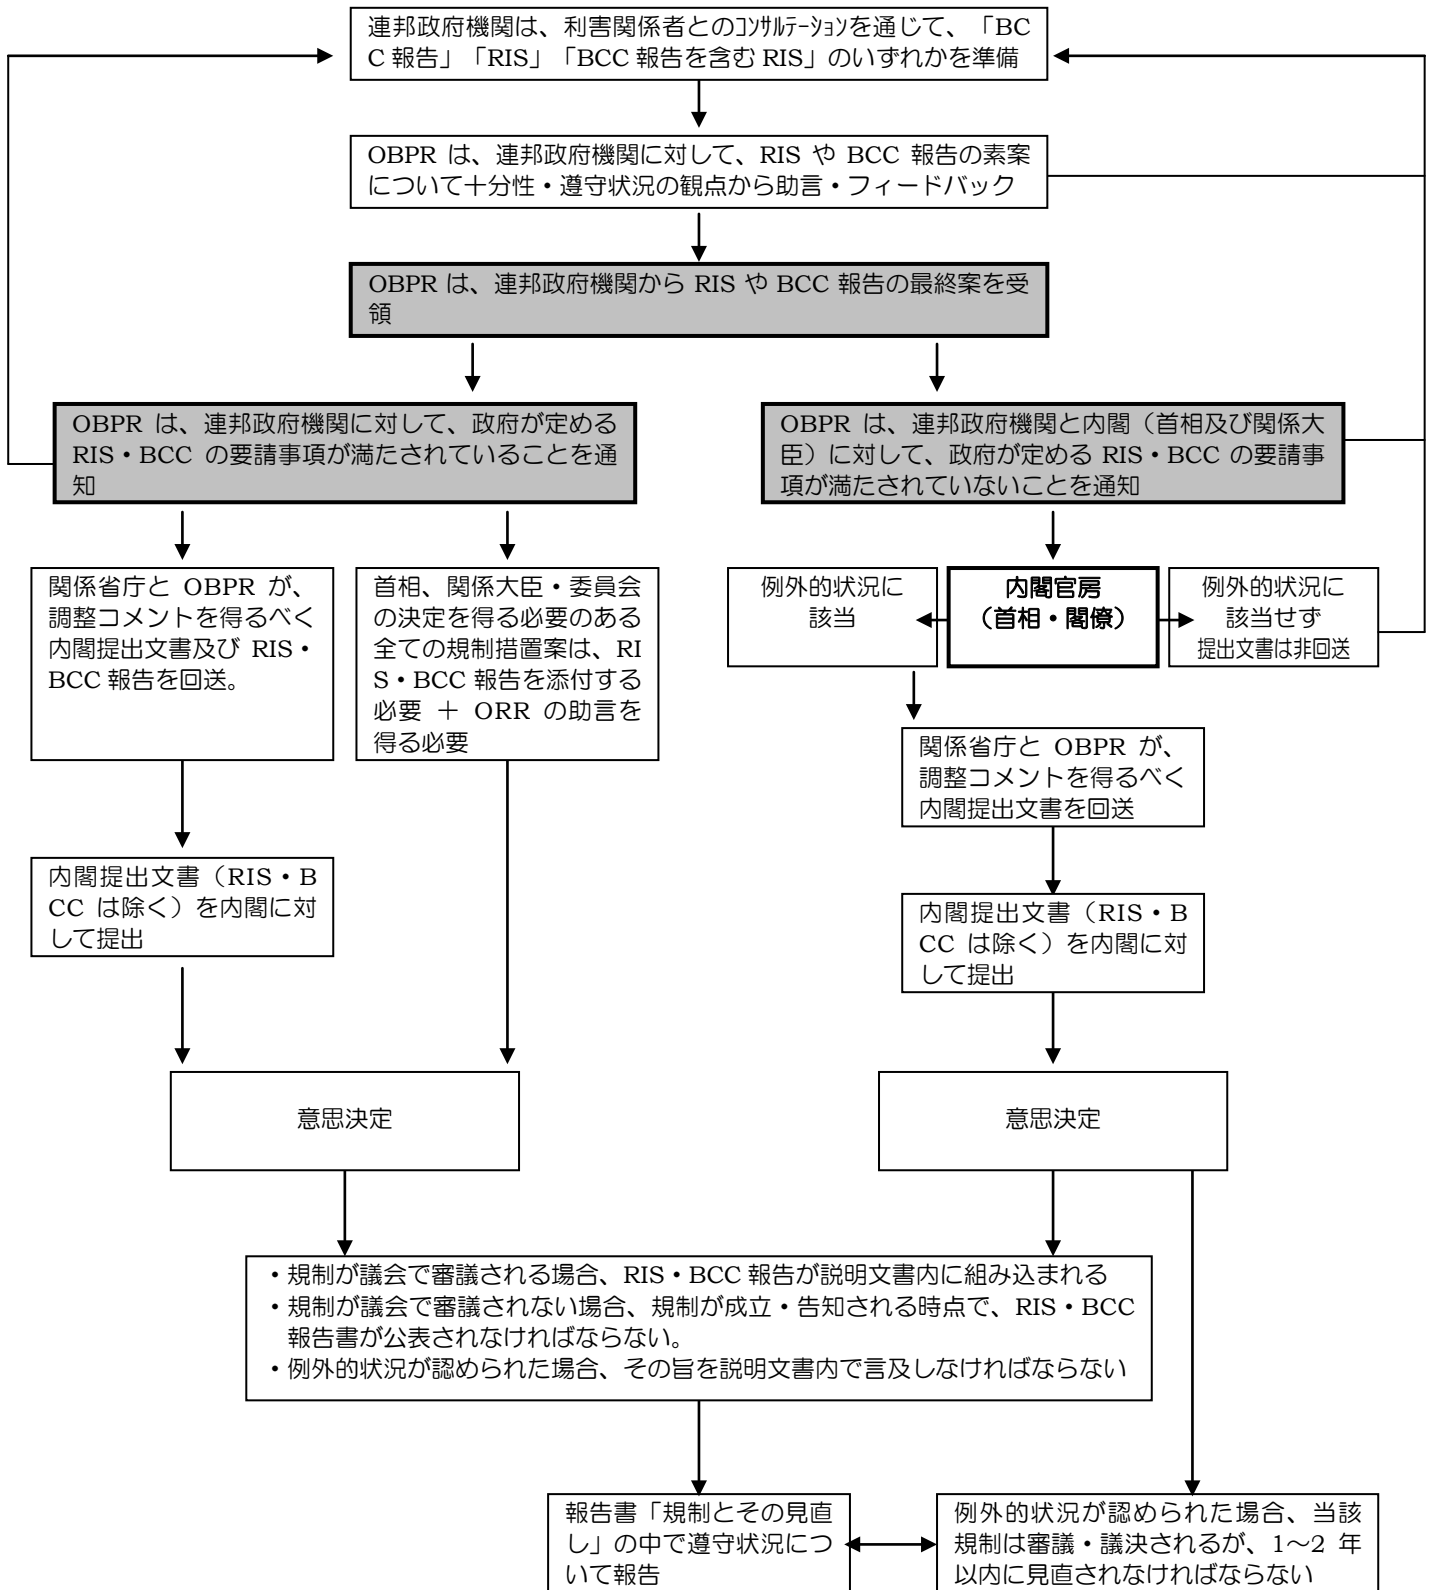 連邦政府機関は、利害関係者とのｺﾝｻﾙﾃｰｼｮﾝを通じて、「BC
C 報告」「RIS」「BCC 報告を含む RIS」のいずれかを準備
OBPR は、連邦政府機関に対して、RIS や BCC 報告の素案
について十分性・遵守状況の観点から助言・フィードバック
OBPR は、連邦政府機関から RIS や BCC 報告の最終案を受
領
OBPR は、連邦政府機関に対して、政府が定める
RIS・BCC の要請事項が満たされていることを通
知
OBPR は、連邦政府機関と内閣（首相及び関係大
臣）に対して、政府が定める RIS・BCC の要請事
項が満たされていないことを通知
関係省庁と OBPR が、
調整コメントを得るべく
内閣提出文書及び RIS・
BCC 報告を回送。
首相、関係大臣・委員会
の決定を得る必要のある
全ての規制措置案は、RI
S・BCC 報告を添付する
必要 ＋ ORR の助言を
得る必要
例外的状況に
該当
内閣官房
（首相・閣僚）
例外的状況に
該当せず
提出文書は非回送
関係省庁と OBPR が、
調整コメントを得るべく
内閣提出文書を回送
内閣提出文書（RIS・B
CC は除く）を内閣に対
して提出
内閣提出文書（RIS・B
CC は除く）を内閣に対
して提出
意思決定
意思決定
・規制が議会で審議される場合、RIS・BCC 報告が説明文書内に組み込まれる
・規制が議会で審議されない場合、規制が成立・告知される時点で、RIS・BCC
報告書が公表されなければならない。
・例外的状況が認められた場合、その旨を説明文書内で言及しなければならない
報告書「規制とその見直
し」の中で遵守状況につ
いて報告
例外的状況が認められた場合、当該
規制は審議・議決されるが、1～2 年
以内に見直されなければならない